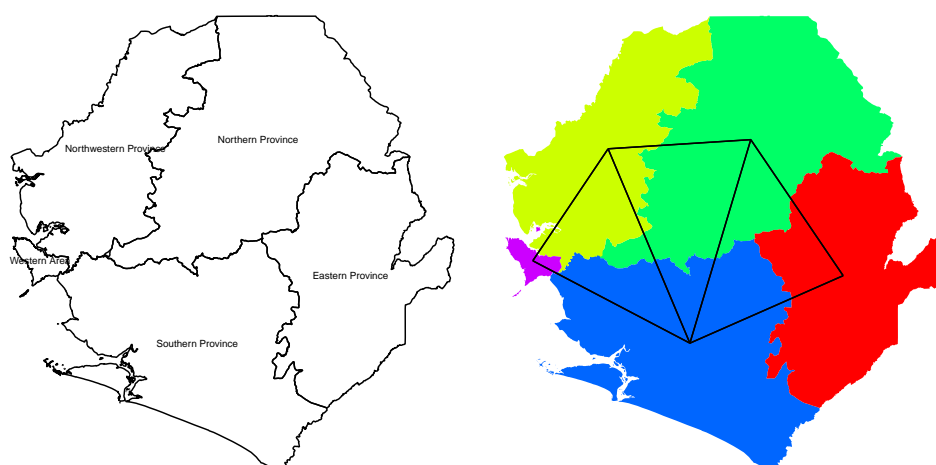 Northern Province
Northwestern Province
Western Area
Eastern Province
Southern Province